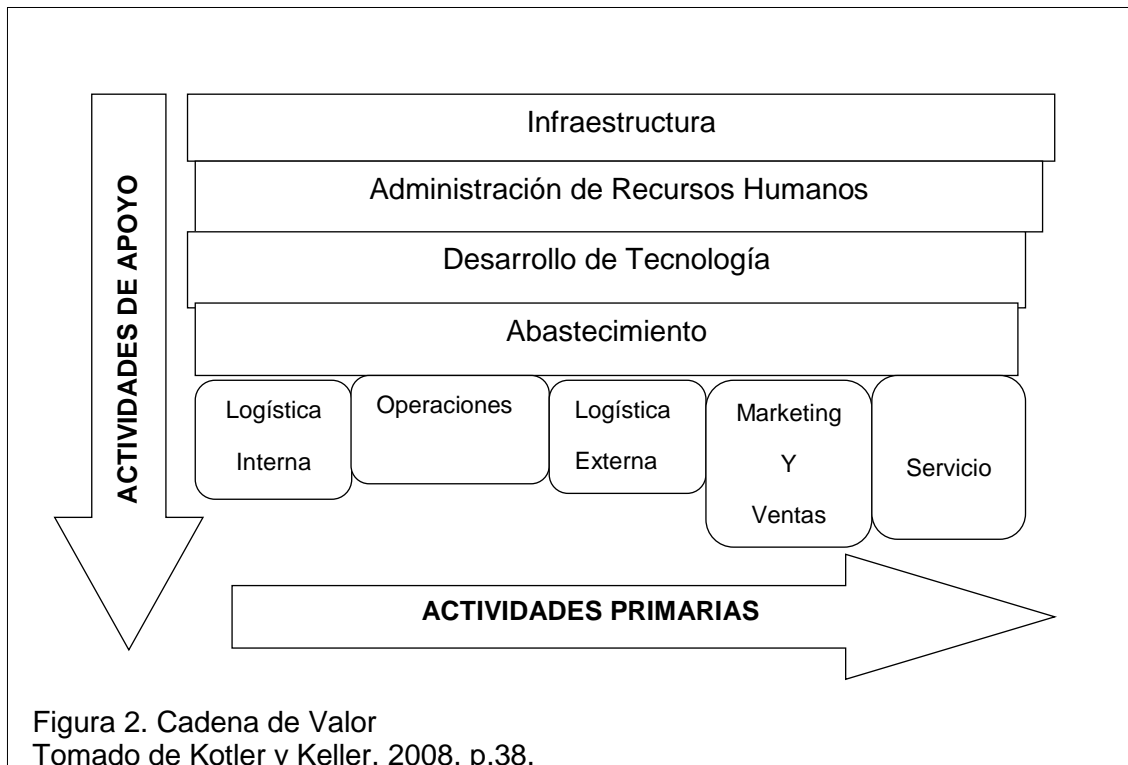 Infraestructura
Administración de Recursos Humanos
Desarrollo de Tecnología
Abastecimiento
ACTIVIDADES DE APOYO
Logística
Interna
Operaciones
Logística
Externa
Marketing
Y
Ventas
Servicio
ACTIVIDADES PRIMARIAS
Figura 2. Cadena de Valor
Tomado de Kotler y Keller, 2008, p.38.